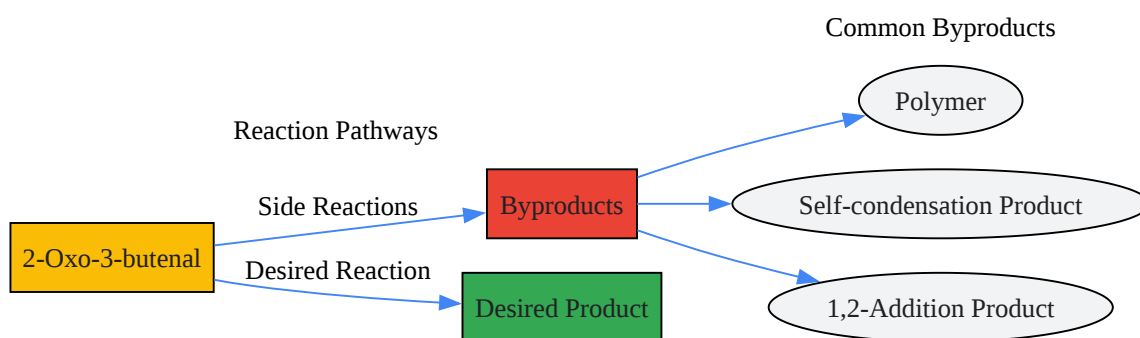 Common Byproducts
Polymer
Reaction Pathways
Side Reactions
Byproducts
Self-condensation Product
2-Oxo-3-butenal
Desired Reaction
Desired Product
1,2-Addition Product